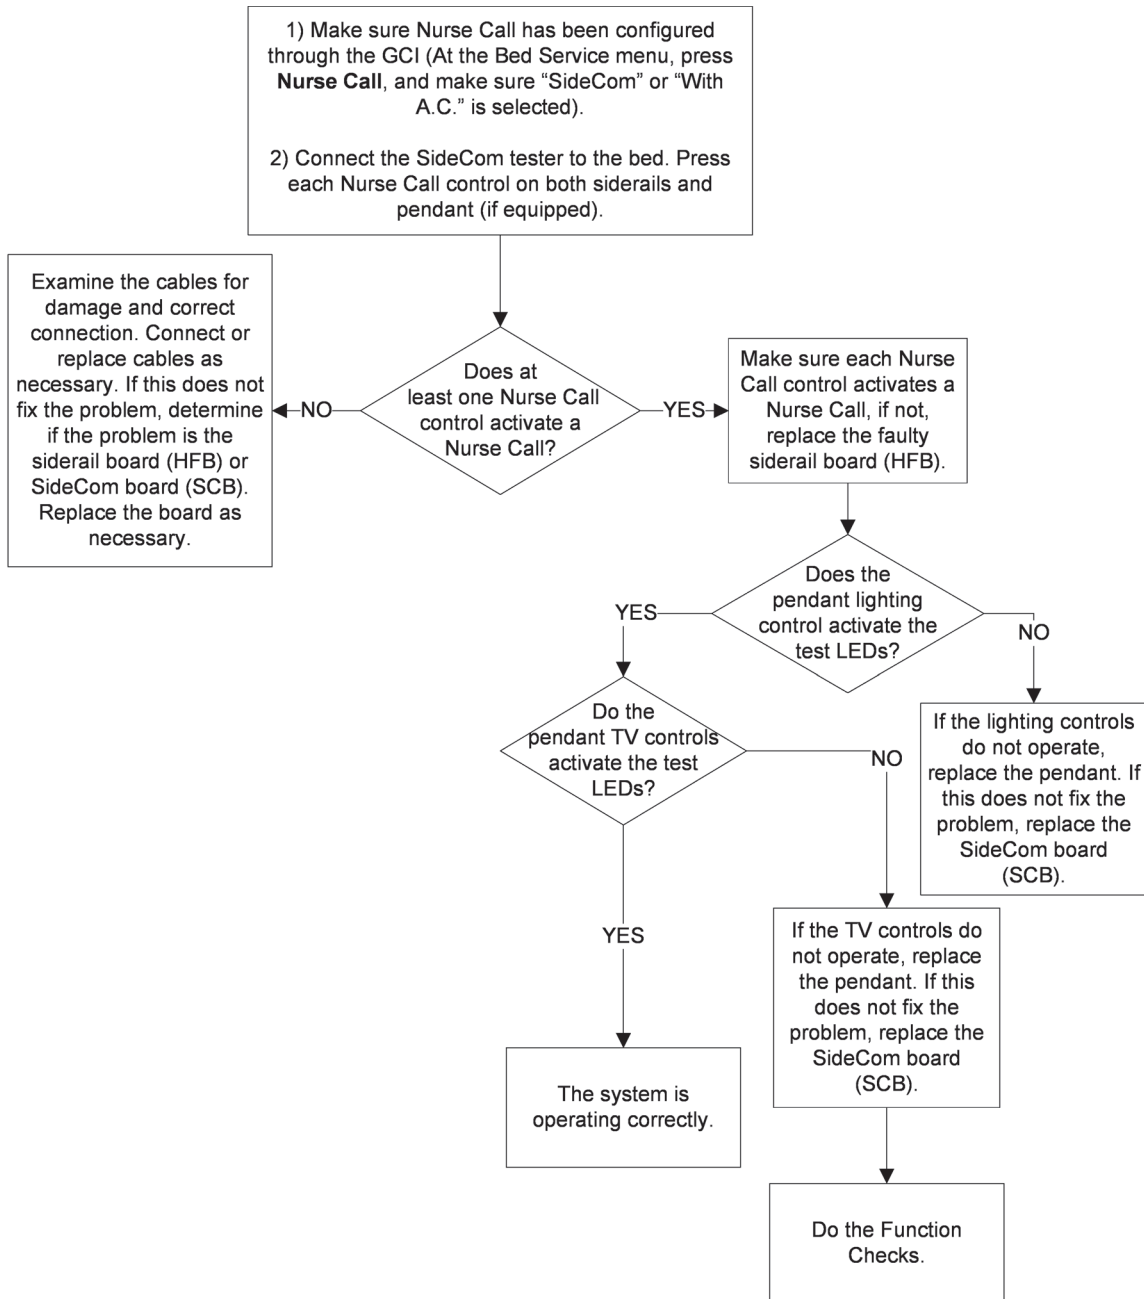 1) Make sure Nurse Call has been configured
through the GCI (At the Bed Service menu, press
Nurse Call, and make sure “SideCom” or “With
A.C.” is selected).
2) Connect the SideCom tester to the bed. Press
each Nurse Call control on both siderails and
pendant (if equipped).
Examine the cables for
damage and correct
connection. Connect or
replace cables as
necessary. If this does not
fix the problem, determine
if the problem is the
siderail board (HFB) or
SideCom board (SCB).
Replace the board as
necessary.
NO
Does at
least one Nurse Call
control activate a
Nurse Call?
YES
Make sure each Nurse
Call control activates a
Nurse Call, if not,
replace the faulty
siderail board (HFB).
Does the
pendant lighting
control activate the
test LEDs?
YES
NO
Do the
pendant TV controls
activate the test
LEDs?
NO
If the lighting controls
do not operate,
replace the pendant. If
this does not fix the
problem, replace the
SideCom board
(SCB).
YES
If the TV controls do
not operate, replace
the pendant. If this
does not fix the
problem, replace the
SideCom board
(SCB).
The system is
operating correctly.
Do the Function
Checks.